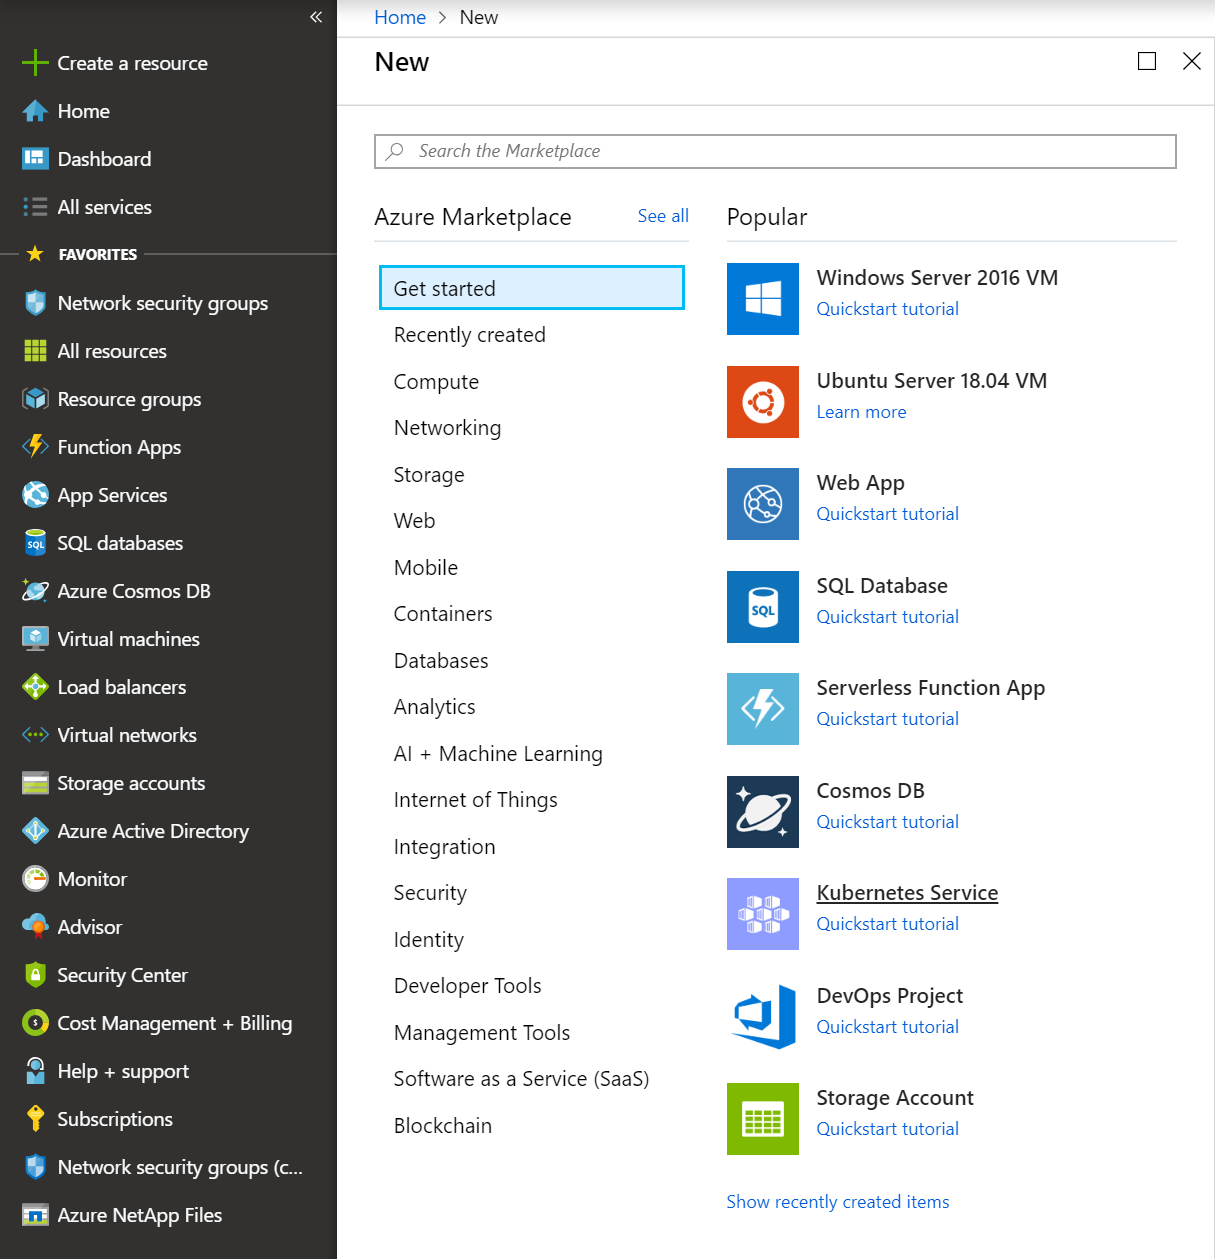 «
Create a resource
Home
Dashboard
All services
FAVORITES
Network security groups
All resources
Resource groups
Function Apps
App Services
SQL databases
Azure Cosmos DB
Virtual machines
Load balancers
Virtual networks
Storage accounts
Azure Active Directory
Monitor
Advisor
Security Center
Cost Management + Billing
Help + support
Subscriptions
Network security groups (c...
Azure NetApp Files
Home > New
New
Search the Marketplace
Azure Marketplace
See all
Get started
Recently created
Compute
Networking
Storage
Web
Mobile
Containers
Databases
Analytics
AI + Machine Learning
Internet of Things
Integration
Security
Identity
Developer Tools
Management Tools
Software as a Service (SaaS)
Blockchain
Popular
Windows Server 2016 VM
Quickstart tutorial
Ubuntu Server 18.04 VM
Learn more
Web App
Quickstart tutorial
SQL
SQL Database
Quickstart tutorial
Serverless Function App
Quickstart tutorial
Cosmos DB
Quickstart tutorial
Kubernetes Service
Quickstart tutorial
DevOps Project
Quickstart tutorial
Storage Account
Quickstart tutorial
Show recently created items